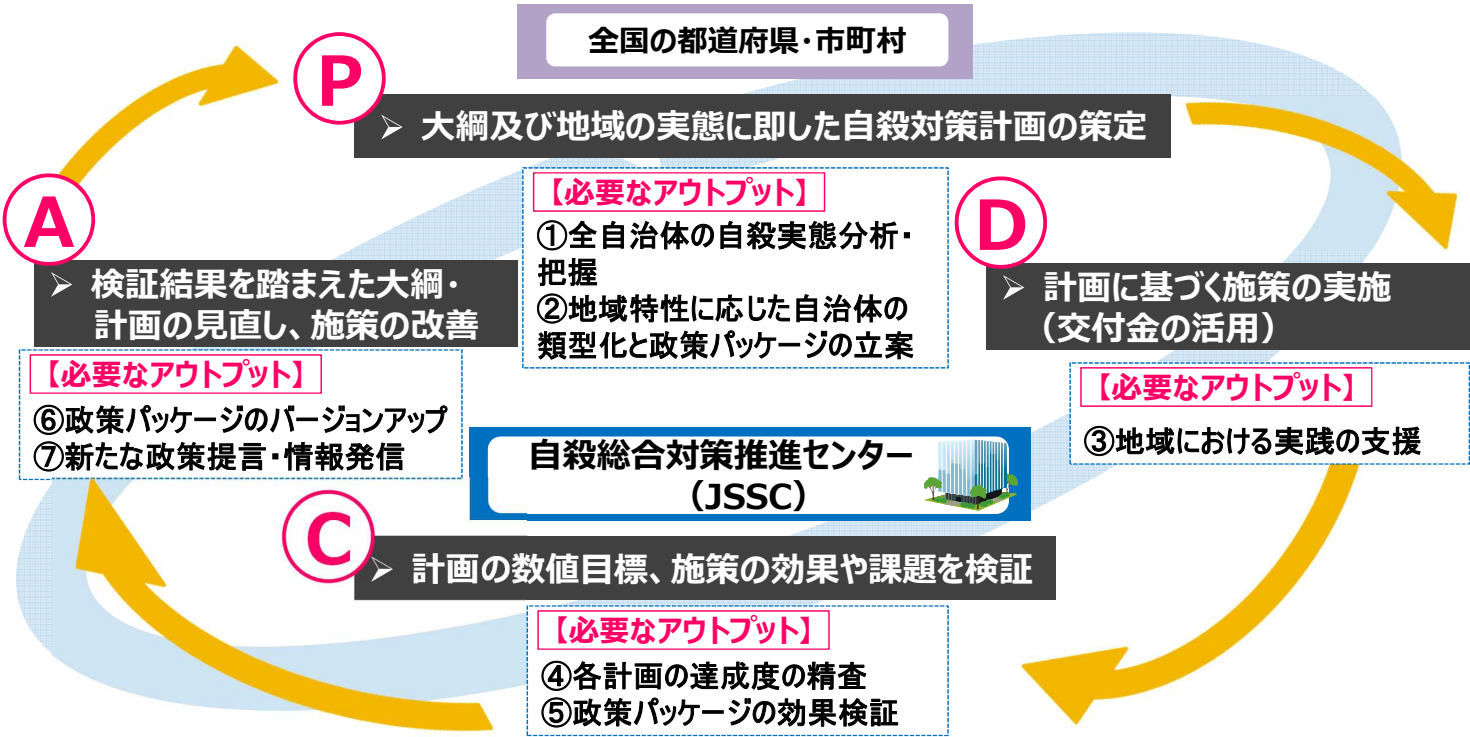 全国の都道府県・市町村
P
➢ 大綱及び地域の実態に即した自殺対策計画の策定
【必要なアウトプット】
①全自治体の自殺実態分析・
把握
②地域特性に応じた自治体の
類型化と政策パッケージの立案
D
➢ 計画に基づく施策の実施
（交付金の活用）
【必要なアウトプット】
③地域における実践の支援
自殺総合対策推進センター
（JSSC）
C
➢ 計画の数値目標、施策の効果や課題を検証
【必要なアウトプット】
④各計画の達成度の精査
⑤政策パッケージの効果検証
A
➢ 検証結果を踏まえた大綱・
計画の見直し、施策の改善
【必要なアウトプット】
⑥政策パッケージのバージョンアップ
⑦新たな政策提言・情報発信